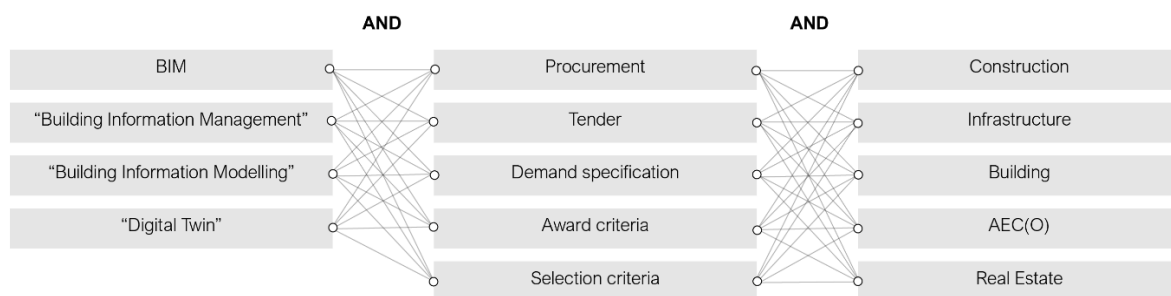 AND AND
BIM Procurement Construction
“Building Information Management” Tender Infrastructure
“Building Information Modelling” Demand specification Building
“Digital Twin” Award criteria AEC(O)
Selection criteria Real Estate